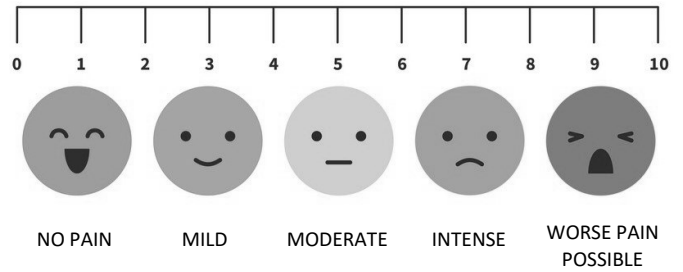 0 1 2 3 4 5 6 7 8 9 10
NO PAIN MILD MODERATE INTENSE WORSE PAIN
POSSIBLE